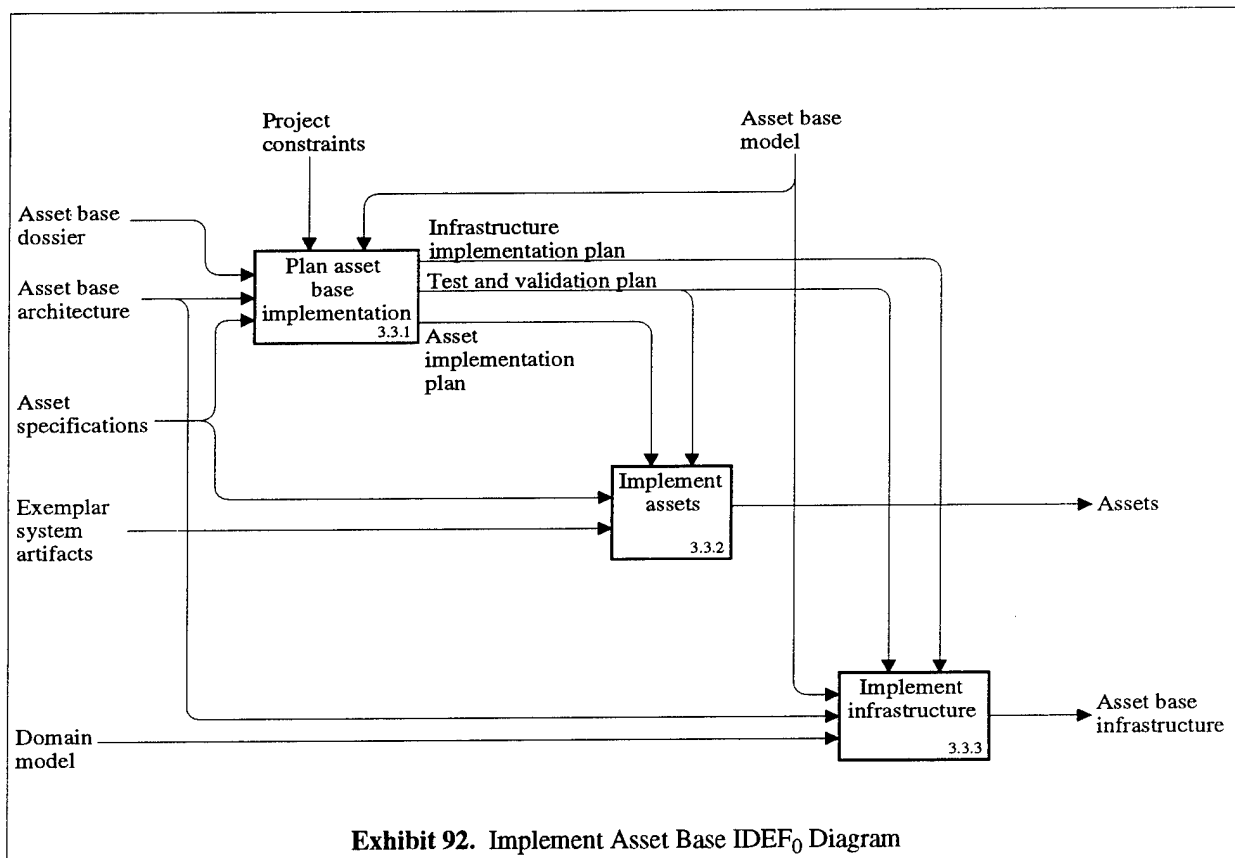 Project
constraints
Asset base
model
Asset base
dossier
Infrastructure
implementation plan
Plan asset
base
implementation
3.3.1
Test and validation plan
Asset base
architecture
Asset
implementation
plan
Asset
specifications
Implement
assets
3.3.2
Assets
Exemplar
system
artifacts
Implement
infrastructure
3.3.3
Asset base
infrastructure
Domain
model
Exhibit 92. Implement Asset Base IDEF0 Diagram